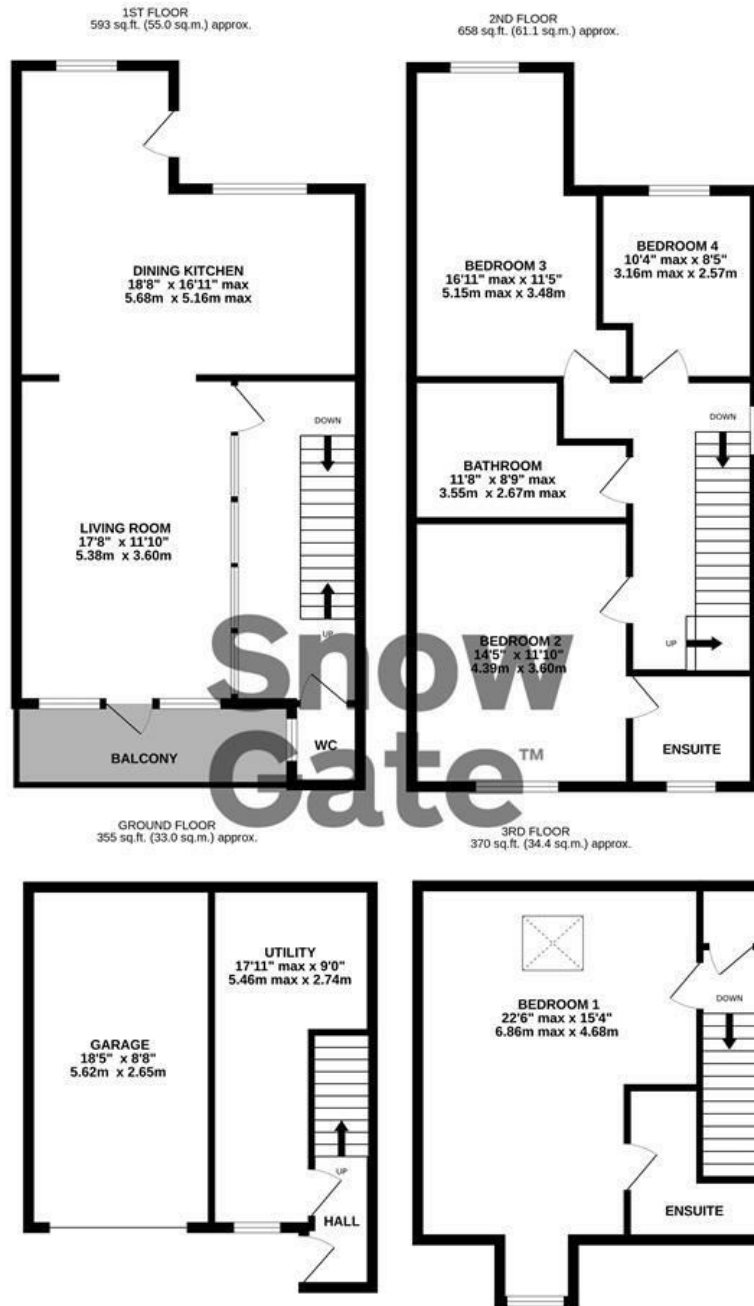 1ST FLOOR
593 sq.ft. (55.0 sq.m.) approx.
DINING KITCHEN
18'8" x 16'11" max
5.68m x 5.16m max
DOWN
LIVING ROOM
17'8" x 11'10"
5.38m x 3.60m
UP
BALCONY
WC
2ND FLOOR
658 sq.ft. (61.1 sq.m.) approx.
BEDROOM 3
16'11" max x 11'5"
5.15m max x 3.48m
BEDROOM 4
10'4" max x 8'5"
3.16m max x 2.57m
DOWN
BATHROOM
11'8" x 8'9" max
3.55m x 2.67m max
BEDROOM 2
14'5" x 11'10"
4.39m x 3.60m
UP
ENSUITE
Snow
Gate™
GROUND FLOOR
355 sq.ft. (33.0 sq.m.) approx.
UTILITY
17'11" max x 9'0"
5.46m max x 2.74m
GARAGE
18'5" x 8'8"
5.62m x 2.65m
UP
HALL
3RD FLOOR
370 sq.ft. (34.4 sq.m.) approx.
BEDROOM 1
22'6" max x 15'4"
6.86m max x 4.68m
DOWN
ENSUITE